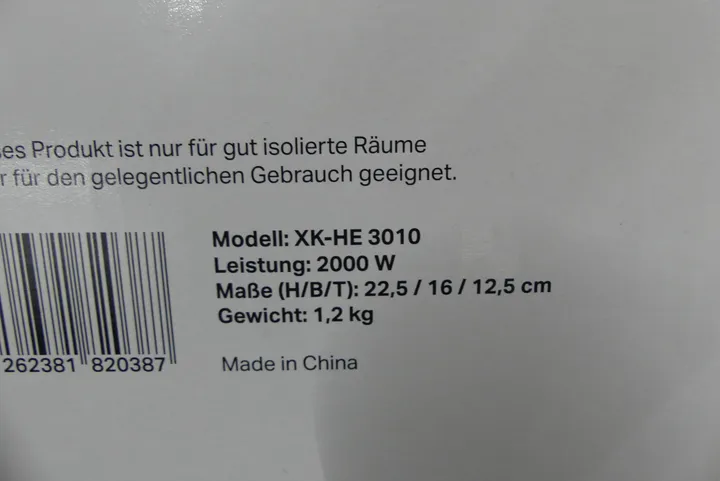 Produkt ist nur für gut isolierte Räume
für den gelegentlichen Gebrauch geeignet.
Modell: XK-HE 3010
Leistung: 2000 W
Maße (H/B/T): 22,5 / 16 / 12,5 cm
Gewicht: 1,2 kg
262381 820387
Made in China